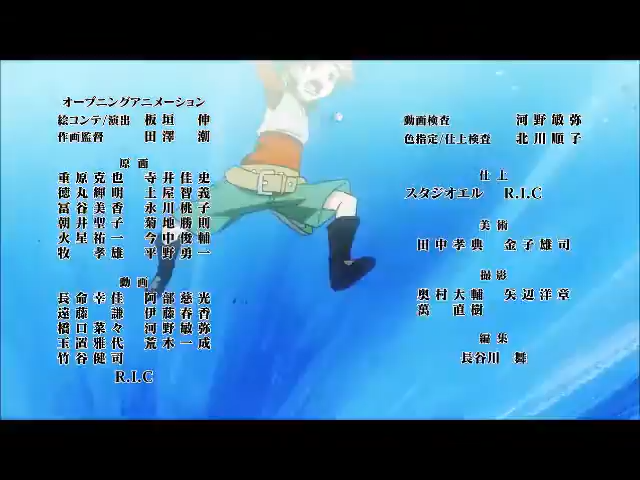 オープニングアニメーション
絵コンテ/演出 板垣 伸
作画監督 田澤 潮
原画
重原克也 寺井佳史
徳丸輝明 土屋智義
冨谷美香 永川桃子
朝井聖子 菊地勝則
火星祐一 今中俊輔
牧 孝雄 平野勇一
動画
長命幸佳 阿部慈光
遠藤 謙 伊藤春香
橋口菜々 河野敏弥
玉置雅代 荒木一成
竹谷健司
R.I.C
動画検査 河野敏弥
色指定/仕上検査 北川順子
仕上
スタジオエル R.I.C
美術
田中孝典 金子雄司
撮影
奥村大輔 矢辺洋章
萬 直樹
編集
長谷川 舞